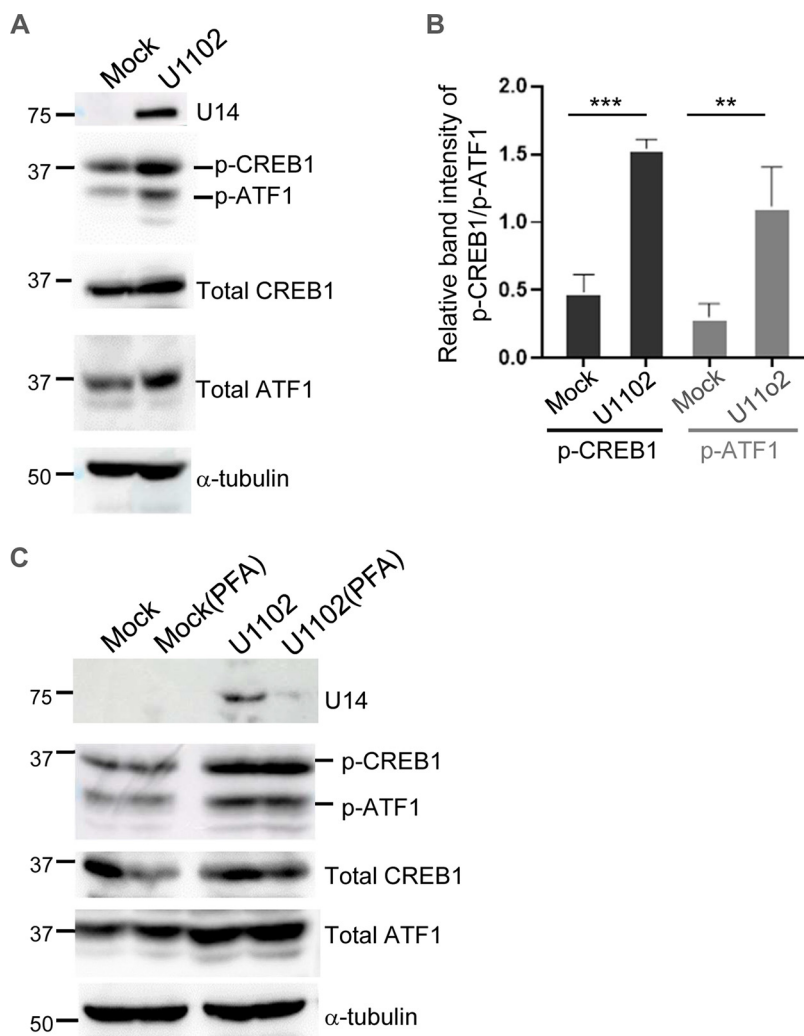 A
Mock
U1102
75
U14
37
p-CREB1
p-ATF1
37
Total CREB1
37
Total ATF1
50
α-tubulin
B
Relative band intensity of
p-CREB1/p-ATF1
2.0
1.5
1.0
0.5
0.0
***
**
Mock
U1102
Mock
U11o2
p-CREB1
p-ATF1
C
Mock
Mock(PFA)
U1102
U1102(PFA)
75
U14
37
p-CREB1
p-ATF1
37
Total CREB1
37
Total ATF1
50
α-tubulin